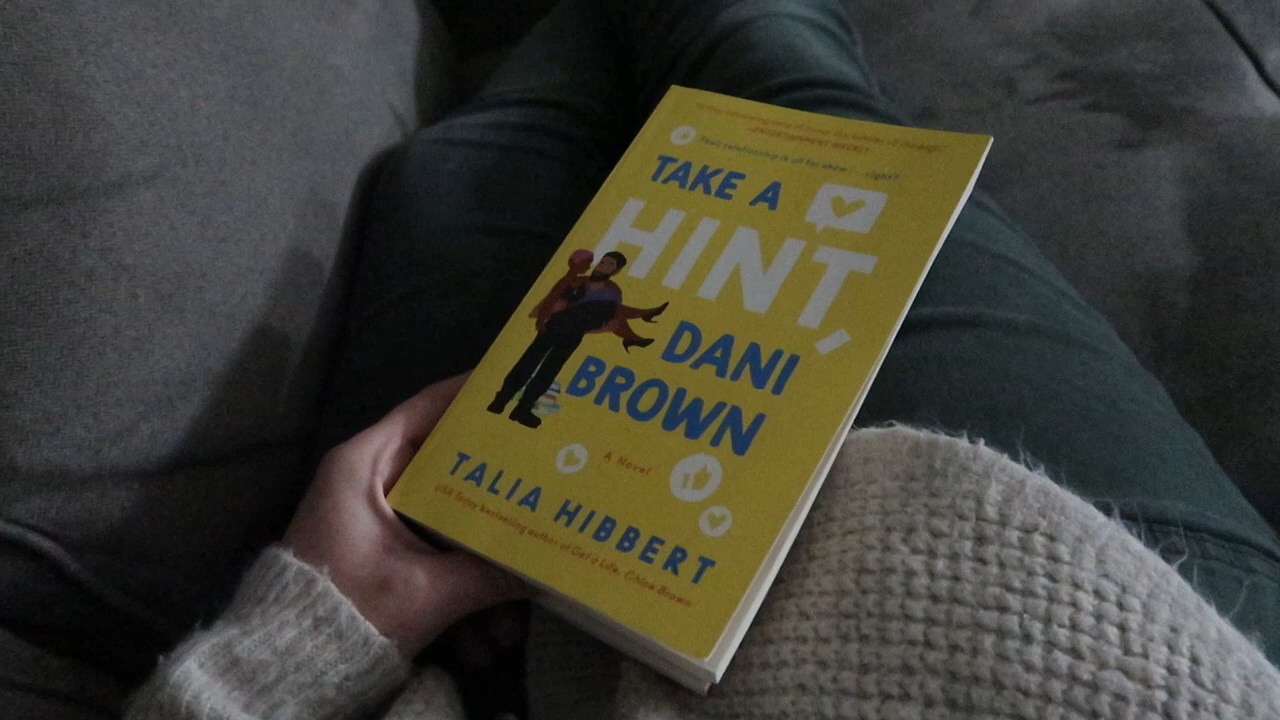 —ENTERTAINMENT WEEKLY
Their relationship is all for show . . . right?
TAKE A
HINT,
DANI
BROWN
A Novel
TALIA HIBBERT
USA Today bestselling author of Get a Life, Chloe Brown